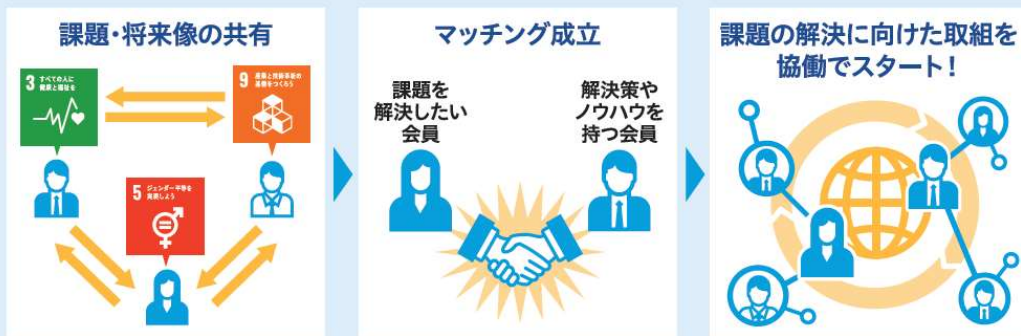 課題・将来像の共有
3 すべての人に
健康と福祉を
9 産業と技術革新の
基盤をつくろう
5 ジェンダー平等を
実現しよう
マッチング成立
課題を
解決したい
会員
解決策や
ノウハウを
持つ会員
課題の解決に向けた取組を
協働でスタート!